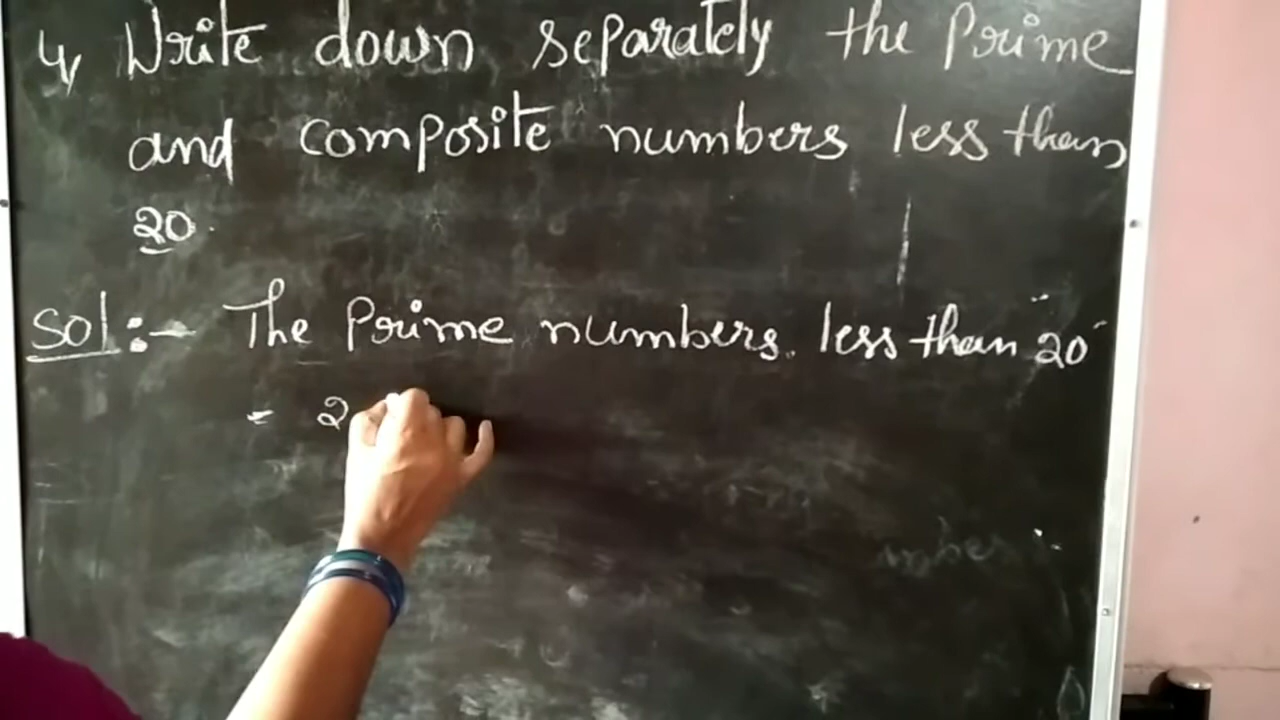 4, Write down separately the Prime
and composite numbers less than
20.
Sol :- The Prime numbers. less than 20
= 2